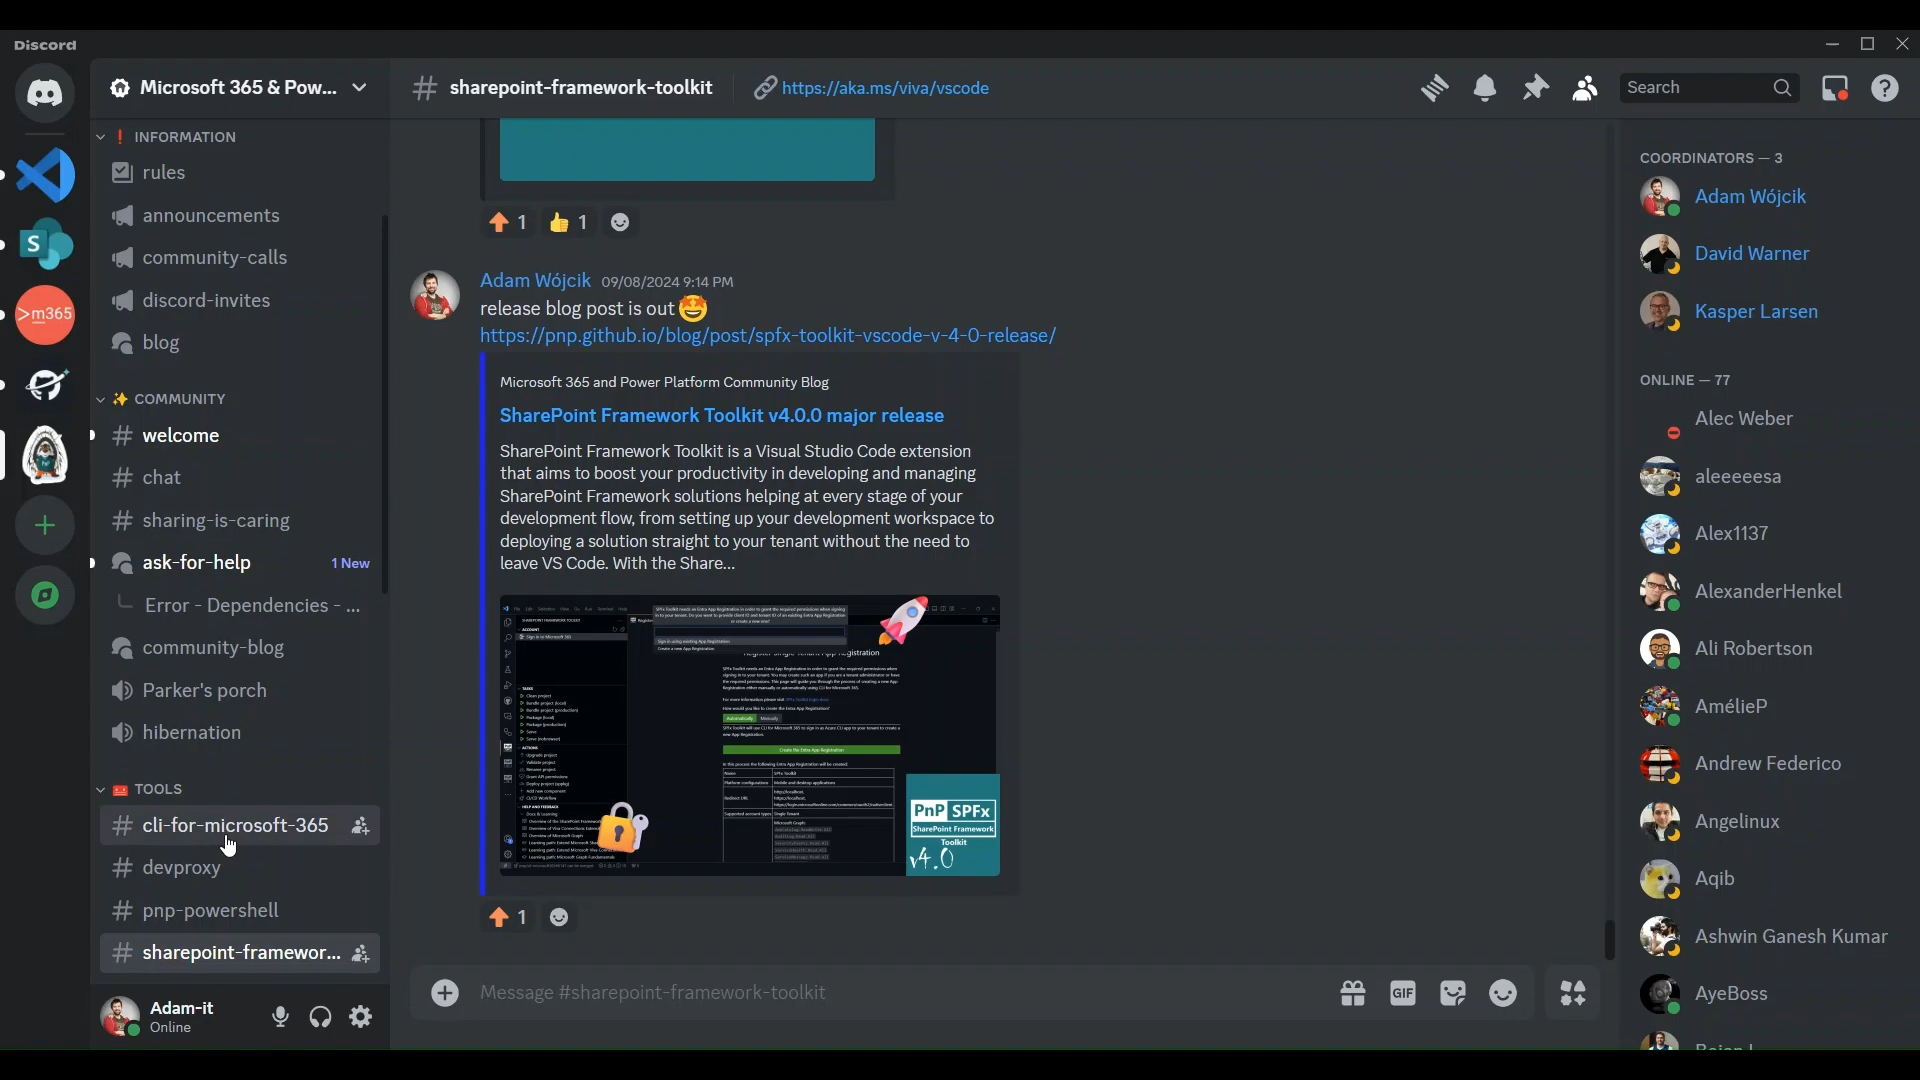 Discord
Microsoft 365 & Pow...
sharepoint-framework-toolkit
https://aka.ms/viva/vscode
Search
INFORMATION
rules
announcements
community-calls
discord-invites
blog
COMMUNITY
welcome
chat
sharing-is-caring
ask-for-help
1 New
Error - Dependencies - ...
community-blog
Parker's porch
hibernation
TOOLS
cli-for-microsoft-365
devproxy
pnp-powershell
sharepoint-framewor...
Adam-it
Online
S
>m365
1
1
Adam Wójcik 09/08/2024 9:14 PM
release blog post is out
https://pnp.github.io/blog/post/spfx-toolkit-vscode-v-4-0-release/
Microsoft 365 and Power Platform Community Blog
SharePoint Framework Toolkit v4.0.0 major release
SharePoint Framework Toolkit is a Visual Studio Code extension
that aims to boost your productivity in developing and managing
SharePoint Framework solutions helping at every stage of your
development flow, from setting up your development workspace to
deploying a solution straight to your tenant without the need to
leave VS Code. With the Share...
PnP SPFx
SharePoint Framework
Toolkit
v4.0
1
Message #sharepoint-framework-toolkit
GIF
COORDINATORS — 3
Adam Wójcik
David Warner
Kasper Larsen
ONLINE — 77
Alec Weber
aleeeeesa
Alex1137
AlexanderHenkel
Ali Robertson
AmélieP
Andrew Federico
Angelinux
Aqib
Ashwin Ganesh Kumar
AyeBoss